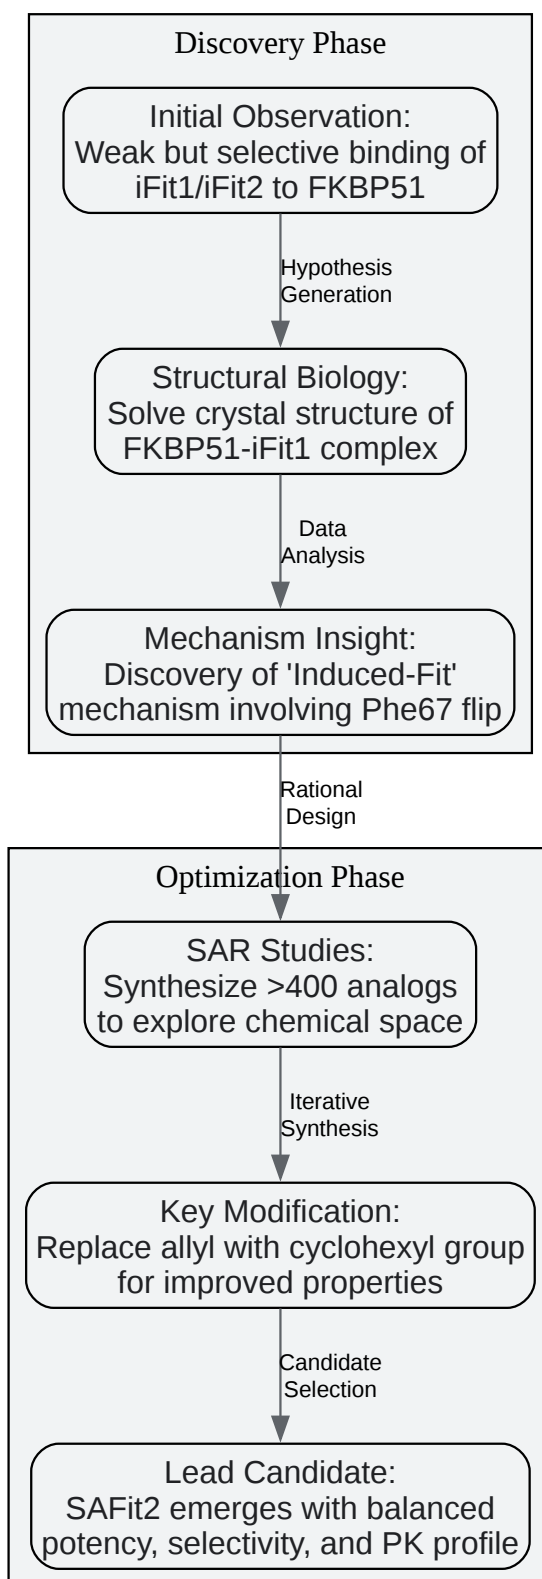 Discovery Phase
Initial Observation:
Weak but selective binding of
iFit1/iFit2 to FKBP51
Hypothesis
Generation
Structural Biology:
Solve crystal structure of
FKBP51-iFit1 complex
Data
Analysis
Mechanism Insight:
Discovery of 'Induced-Fit'
mechanism involving Phe67 flip
Rational
Design
Optimization Phase
SAR Studies:
Synthesize >400 analogs
to explore chemical space
Iterative
Synthesis
Key Modification:
Replace allyl with cyclohexyl group
for improved properties
Candidate
Selection
Lead Candidate:
SAFit2 emerges with balanced
potency, selectivity, and PK profile